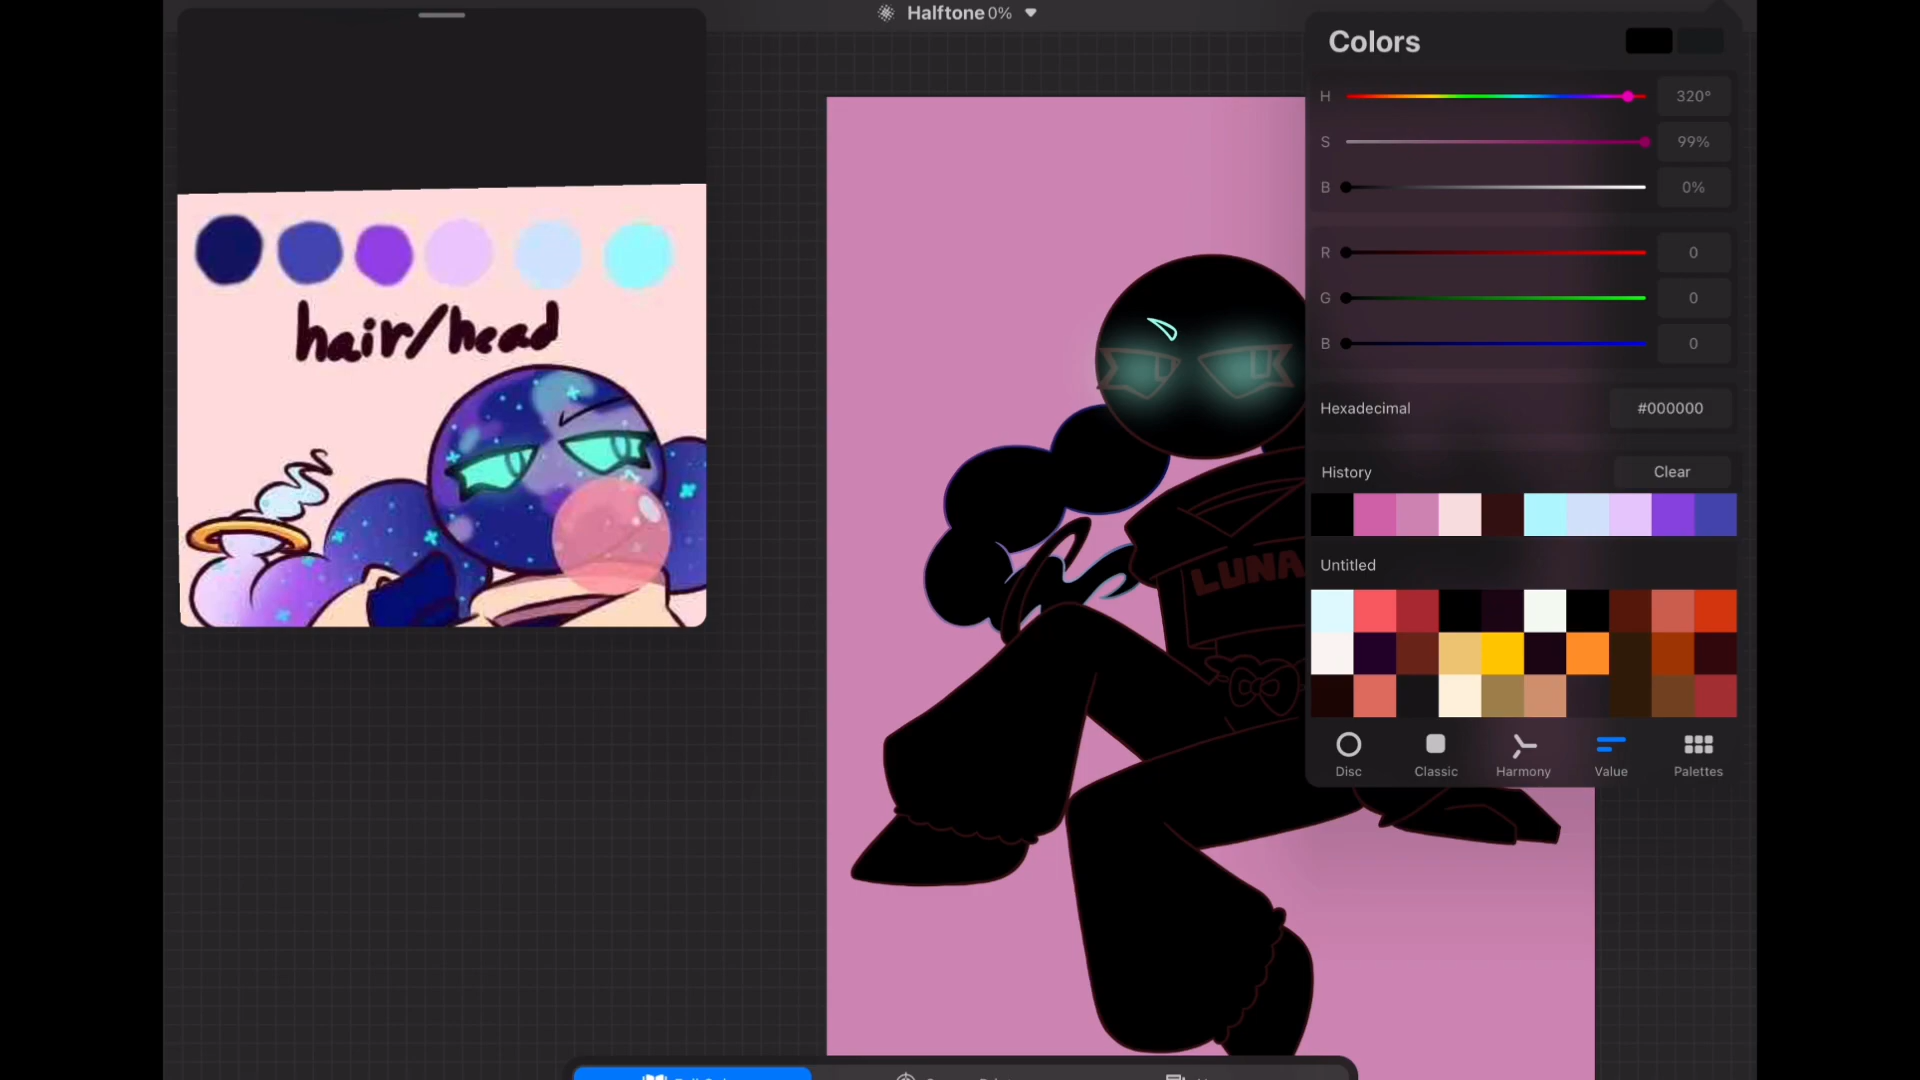 Halftone 0%
Colors
H 320°
S 99%
B 0%
R 0
G 0
B 0
Hexadecimal #000000
History Clear
Untitled
Disc Classic Harmony Value Palettes
hair/head
LUNA